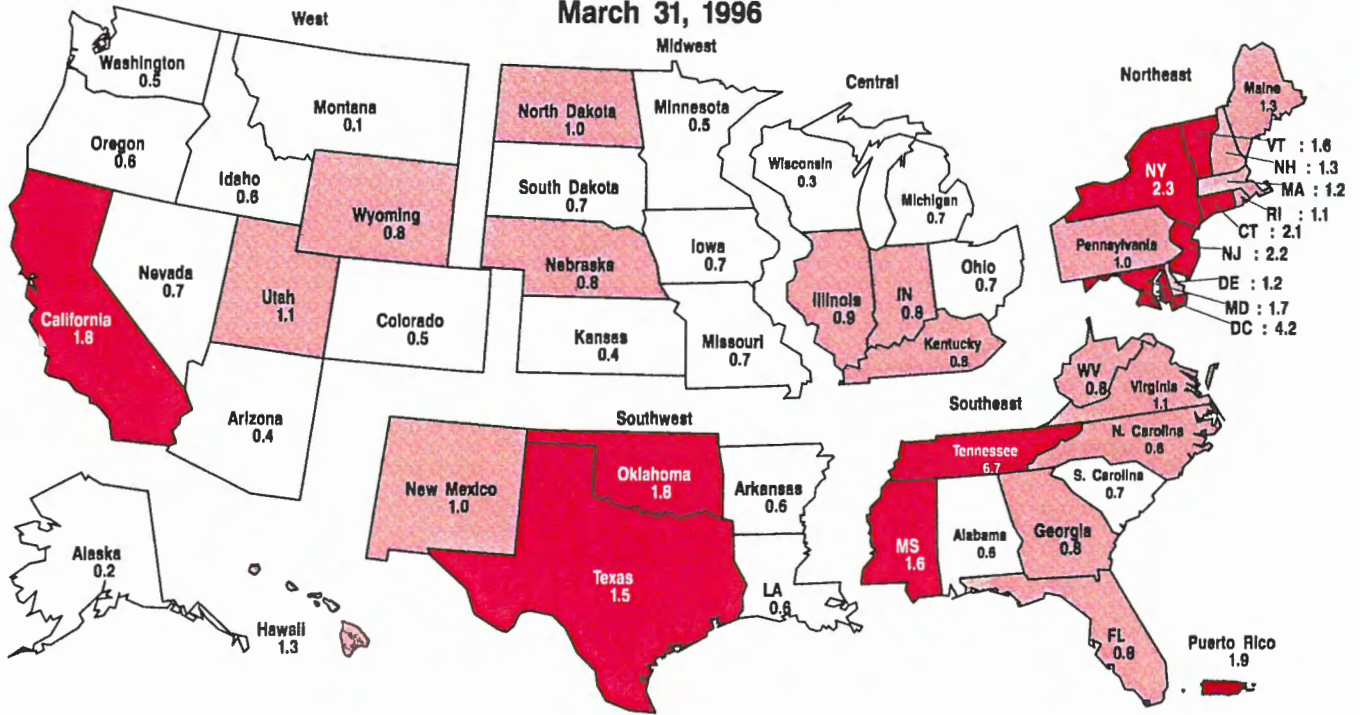 March 31, 1996
West
Washington
0.5
Montana
0.1
Oregon
0.6
Idaho
0.6
Wyoming
0.8
Nevada
0.7
Utah
1.1
California
1.8
Colorado
0.5
Arizona
0.4
Alaska
0.2
Hawaii
1.3
Midwest
North Dakota
1.0
Minnesota
0.5
South Dakota
0.7
Iowa
0.7
Nebraska
0.8
Kansas
0.4
Missouri
0.7
Central
Wisconsin
0.3
Michigan
0.7
Illinois
0.9
IN
0.8
Ohio
0.7
Kentucky
0.8
Northeast
Maine
1.3
VT : 1.6
NH : 1.3
MA : 1.2
RI : 1.1
CT : 2.1
NJ : 2.2
DE : 1.2
MD : 1.7
DC : 4.2
NY
2.3
Pennsylvania
1.0
Southwest
New Mexico
1.0
Oklahoma
1.8
Arkansas
0.6
Texas
1.5
LA
0.6
Southeast
WV
0.8
Virginia
1.1
Tennessee
6.7
N. Carolina
0.6
S. Carolina
0.7
MS
1.6
Alabama
0.6
Georgia
0.8
FL
0.8
Puerto Rico
1.9